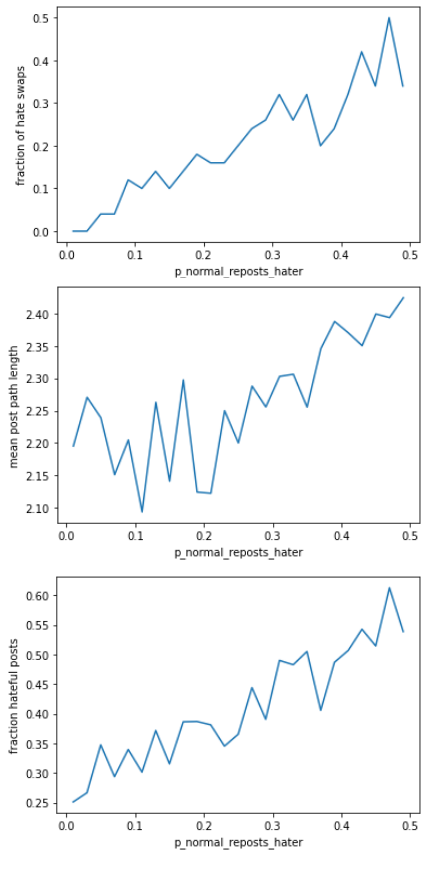 fraction of hate swaps
0.5
0.4
0.3
0.2
0.1
0.0
0.0 0.1 0.2 0.3 0.4 0.5
p_normal_reposts_hater
mean post path length
2.40
2.35
2.30
2.25
2.20
2.15
2.10
0.0 0.1 0.2 0.3 0.4 0.5
p_normal_reposts_hater
fraction hateful posts
0.60
0.55
0.50
0.45
0.40
0.35
0.30
0.25
0.0 0.1 0.2 0.3 0.4 0.5
p_normal_reposts_hater